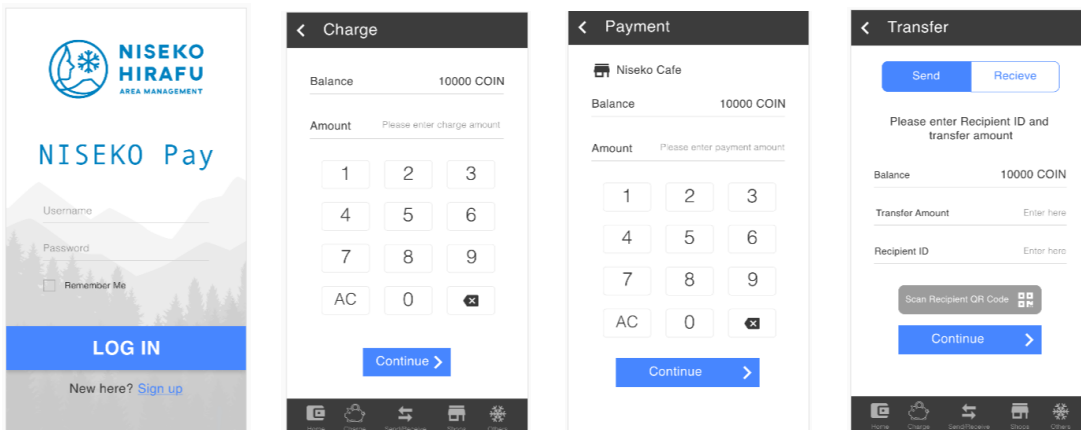 NISEKO
HIRAFU
AREA MANAGEMENT
NISEKO Pay
Username
Password
Remember Me
LOG IN
New here? Sign up
Charge
Balance 10000 COIN
Amount Please enter charge amount
1 2 3
4 5 6
7 8 9
AC 0
Continue
Home Charge Send/Receive Shops Others
Payment
Niseko Cafe
Balance 10000 COIN
Amount Please enter payment amount
1 2 3
4 5 6
7 8 9
AC 0
Continue
Transfer
Send Recieve
Please enter Recipient ID and
transfer amount
Balance 10000 COIN
Transfer Amount Enter here
Recipient ID Enter here
Scan Recipient QR Code
Continue
Home Charge Send/Receive Shops Others